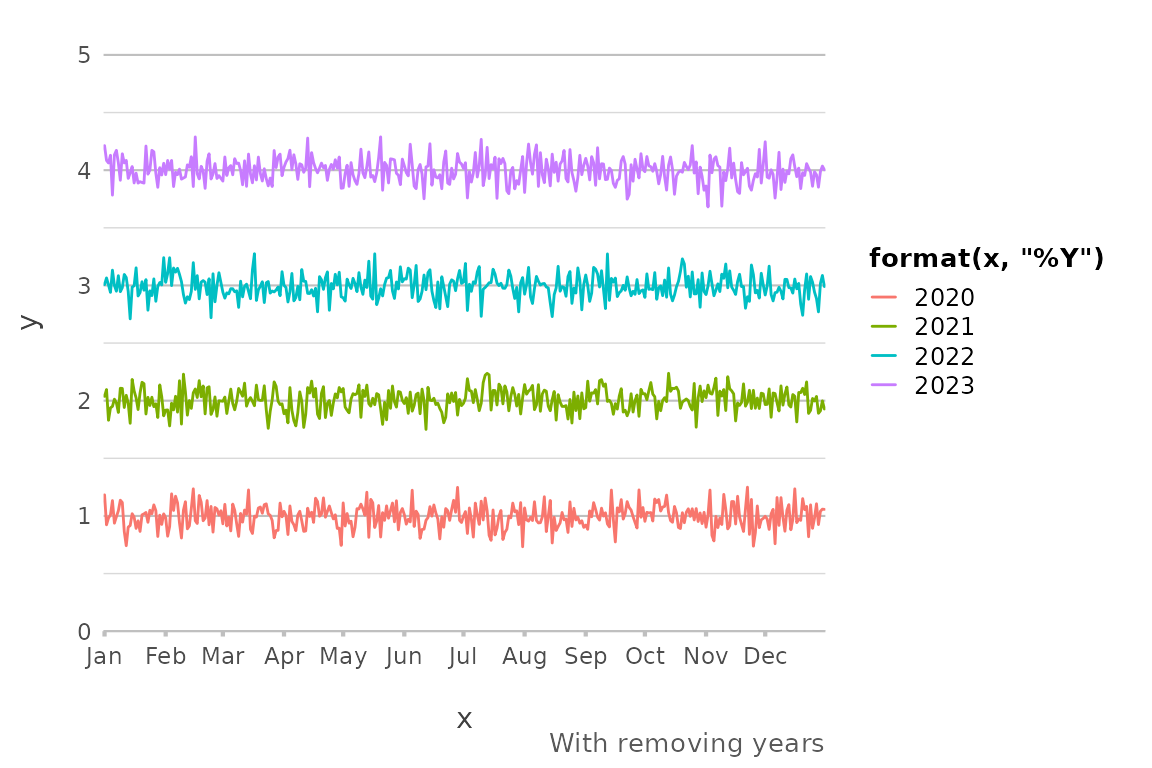 5
4
3
2
1
0
y
Jan Feb Mar Apr May Jun Jul Aug Sep Oct Nov Dec
x
With removing years
format(x, "%Y")
2020
2021
2022
2023